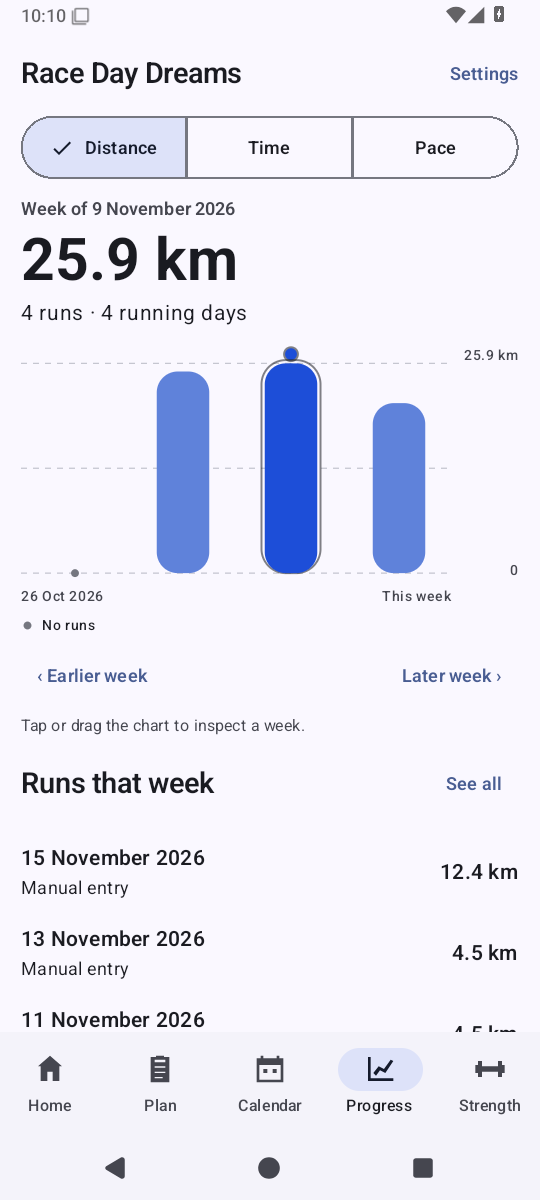 10:10
Race Day Dreams
Settings
Distance
Time
Pace
Week of 9 November 2026
25.9 km
4 runs · 4 running days
25.9 km
0
26 Oct 2026
This week
No runs
‹ Earlier week
Later week ›
Tap or drag the chart to inspect a week.
Runs that week
See all
15 November 2026
12.4 km
Manual entry
13 November 2026
4.5 km
Manual entry
11 November 2026
Home
Plan
Calendar
Progress
Strength